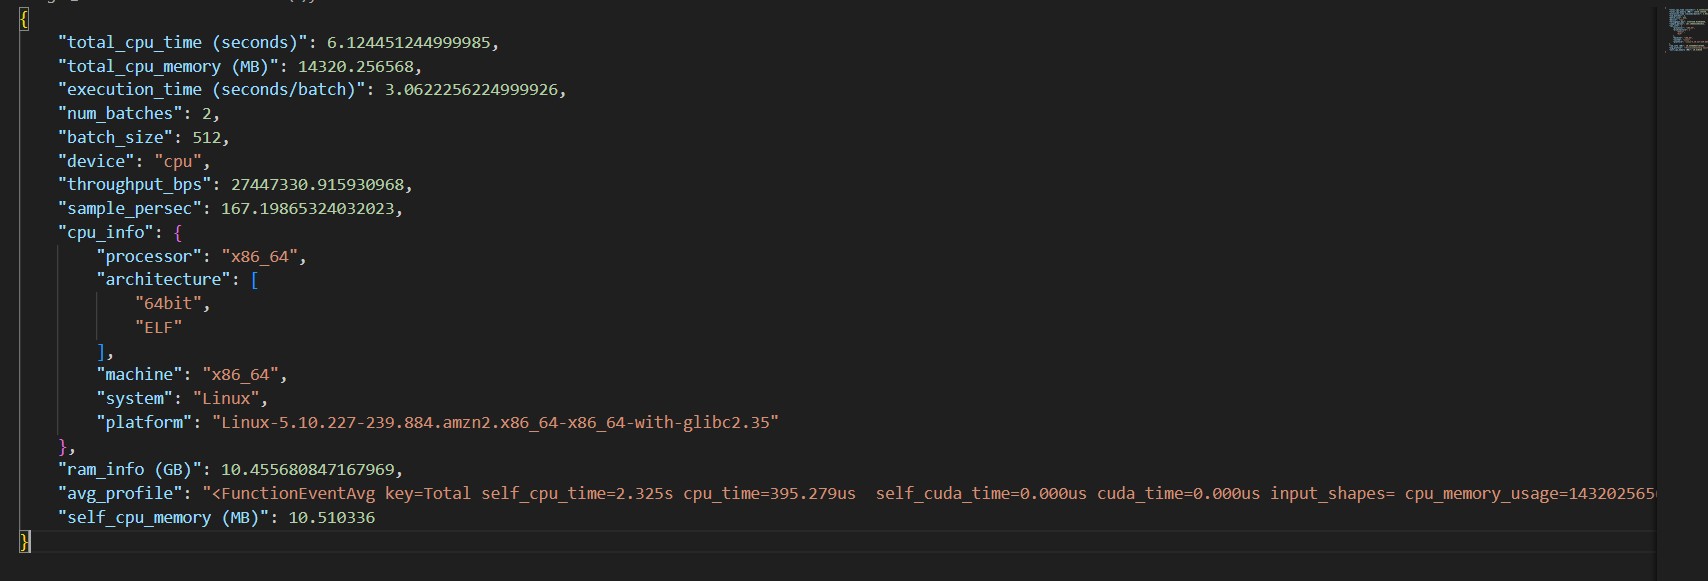 {
"total_cpu_time (seconds)": 6.124451244999985,
"total_cpu_memory (MB)": 14320.256568,
"execution_time (seconds/batch)": 3.0622256224999926,
"num_batches": 2,
"batch_size": 512,
"device": "cpu",
"throughput_bps": 27447330.915930968,
"sample_persec": 167.19865324032023,
"cpu_info": {
"processor": "x86_64",
"architecture": [
"64bit",
"ELF"
],
"machine": "x86_64",
"system": "Linux",
"platform": "Linux-5.10.227-239.884.amzn2.x86_64-x86_64-with-glibc2.35"
},
"ram_info (GB)": 10.455680847167969,
"avg_profile": "<FunctionEventAvg key=Total self_cpu_time=2.325s cpu_time=395.279us  self_cuda_time=0.000us cuda_time=0.000us input_shapes= cpu_memory_usage=143202565
"self_cpu_memory (MB)": 10.510336
}